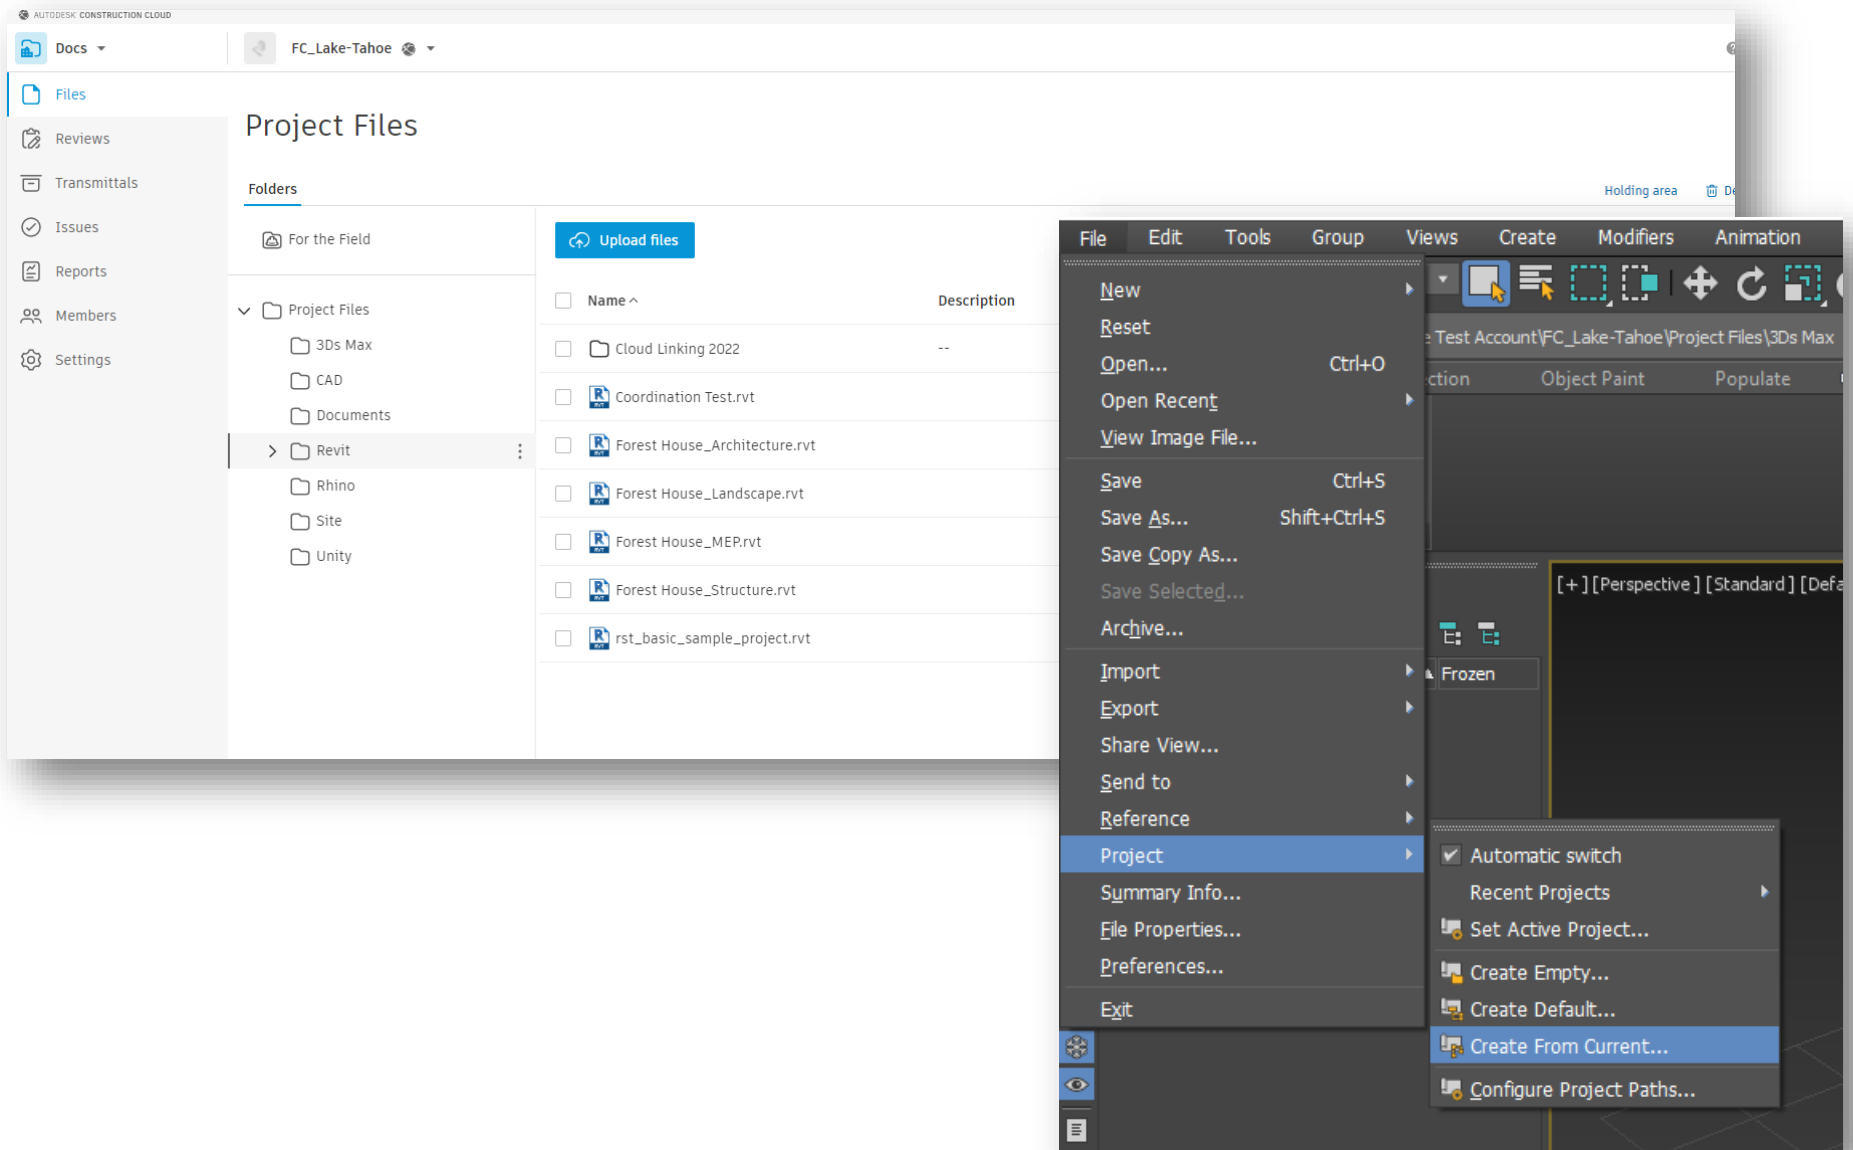 AUTODESK CONSTRUCTION CLOUD
Docs
FC_Lake-Tahoe
Files
Reviews
Transmittals
Issues
Reports
Members
Settings
Project Files
Folders
Holding area
For the Field
Project Files
3Ds Max
CAD
Documents
Revit
Rhino
Site
Unity
Upload files
Name
Description
Cloud Linking 2022
--
Coordination Test.rvt
Forest House_Architecture.rvt
Forest House_Landscape.rvt
Forest House_MEP.rvt
Forest House_Structure.rvt
rst_basic_sample_project.rvt
File Edit Tools Group Views Create Modifiers Animation
New
Reset
Open... Ctrl+O
Open Recent
View Image File...
Save Ctrl+S
Save As... Shift+Ctrl+S
Save Copy As...
Save Selected...
Archive...
Import
Export
Share View...
Send to
Reference
Project
Summary Info...
File Properties...
Preferences...
Exit
Test Account\FC_Lake-Tahoe\Project Files\3Ds Max
Object Paint Populate
[+] [Perspective] [Standard] [Defa
Frozen
Automatic switch
Recent Projects
Set Active Project...
Create Empty...
Create Default...
Create From Current...
Configure Project Paths...